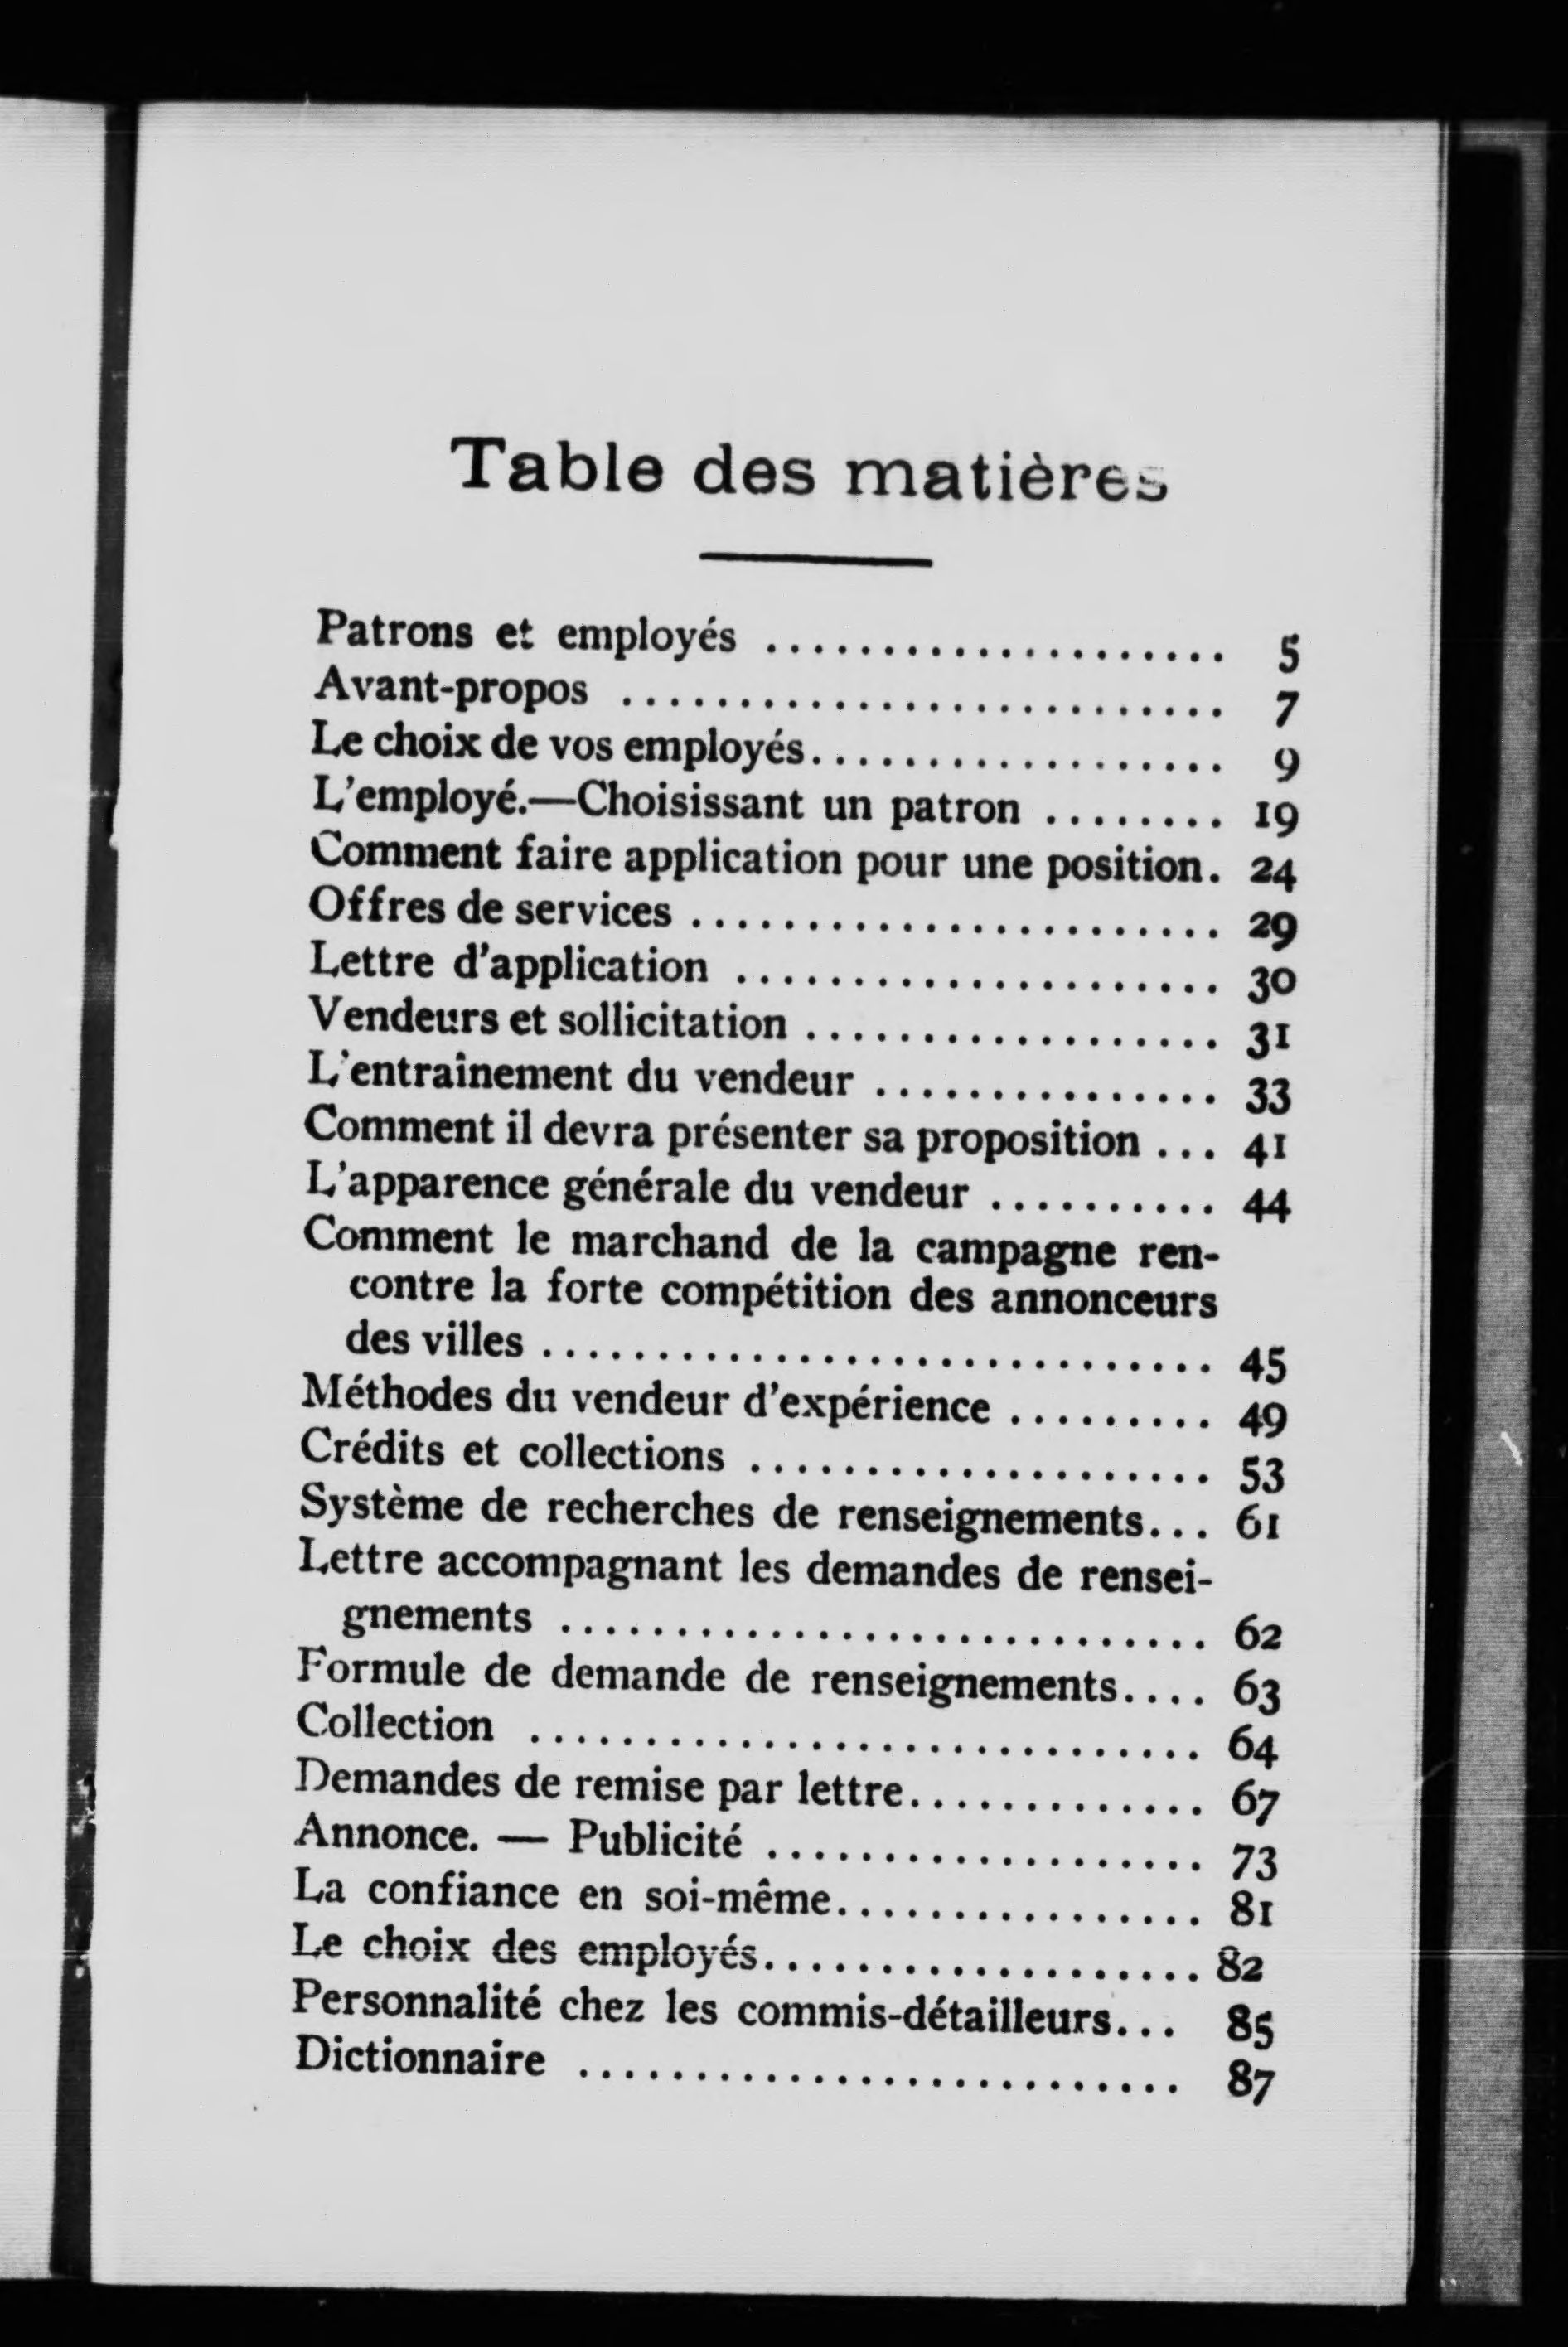 Table des matières
Patrons et employés .................... 5
Avant-propos .......................... 7
Le choix de vos employés.................. 9
L'employé.—Choisissant un patron ........ 19
Comment faire application pour une position. 24
Offres de services ....................... 29
Lettre d'application ..................... 30
Vendeurs et sollicitation .................. 31
L'entraînement du vendeur ............... 33
Comment il devra présenter sa proposition ... 41
L'apparence générale du vendeur .......... 44
Comment le marchand de la campagne ren-
contre la forte compétition des annonceurs
des villes ............................. 45
Méthodes du vendeur d'expérience ......... 49
Crédits et collections .................... 53
Système de recherches de renseignements... 61
Lettre accompagnant les demandes de rensei-
gnements ............................ 62
Formule de demande de renseignements.... 63
Collection ............................. 64
Demandes de remise par lettre............. 67
Annonce. — Publicité ................... 73
La confiance en soi-même................ 81
Le choix des employés................... 82
Personnalité chez les commis-détailleurs... 85
Dictionnaire .......................... 87